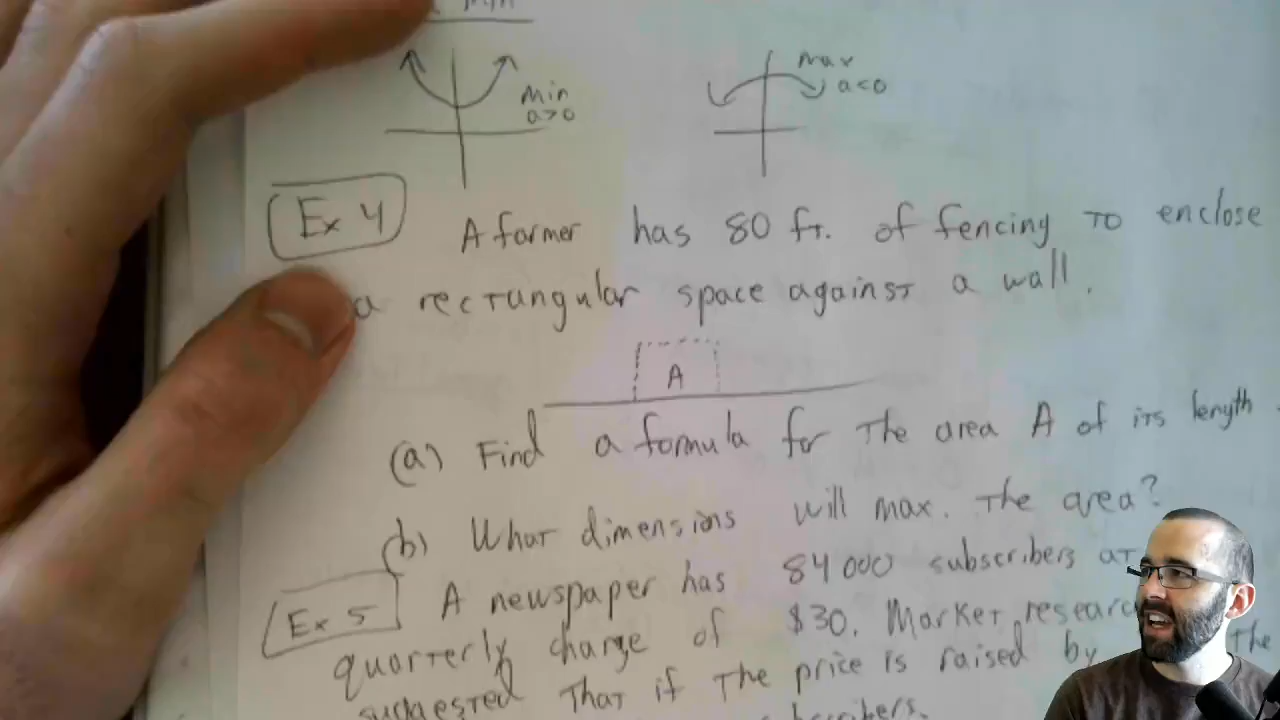 Min
a>0
max
a<0
Ex 4 A farmer has 80 ft. of fencing to enclose
a rectangular space against a wall.
A
(a) Find a formula for the area A of its length
(b) What dimensions will max. the area?
Ex 5 A newspaper has 84000 subscribers at
quarterly charge of $30. Market research
suggested that if the price is raised by the